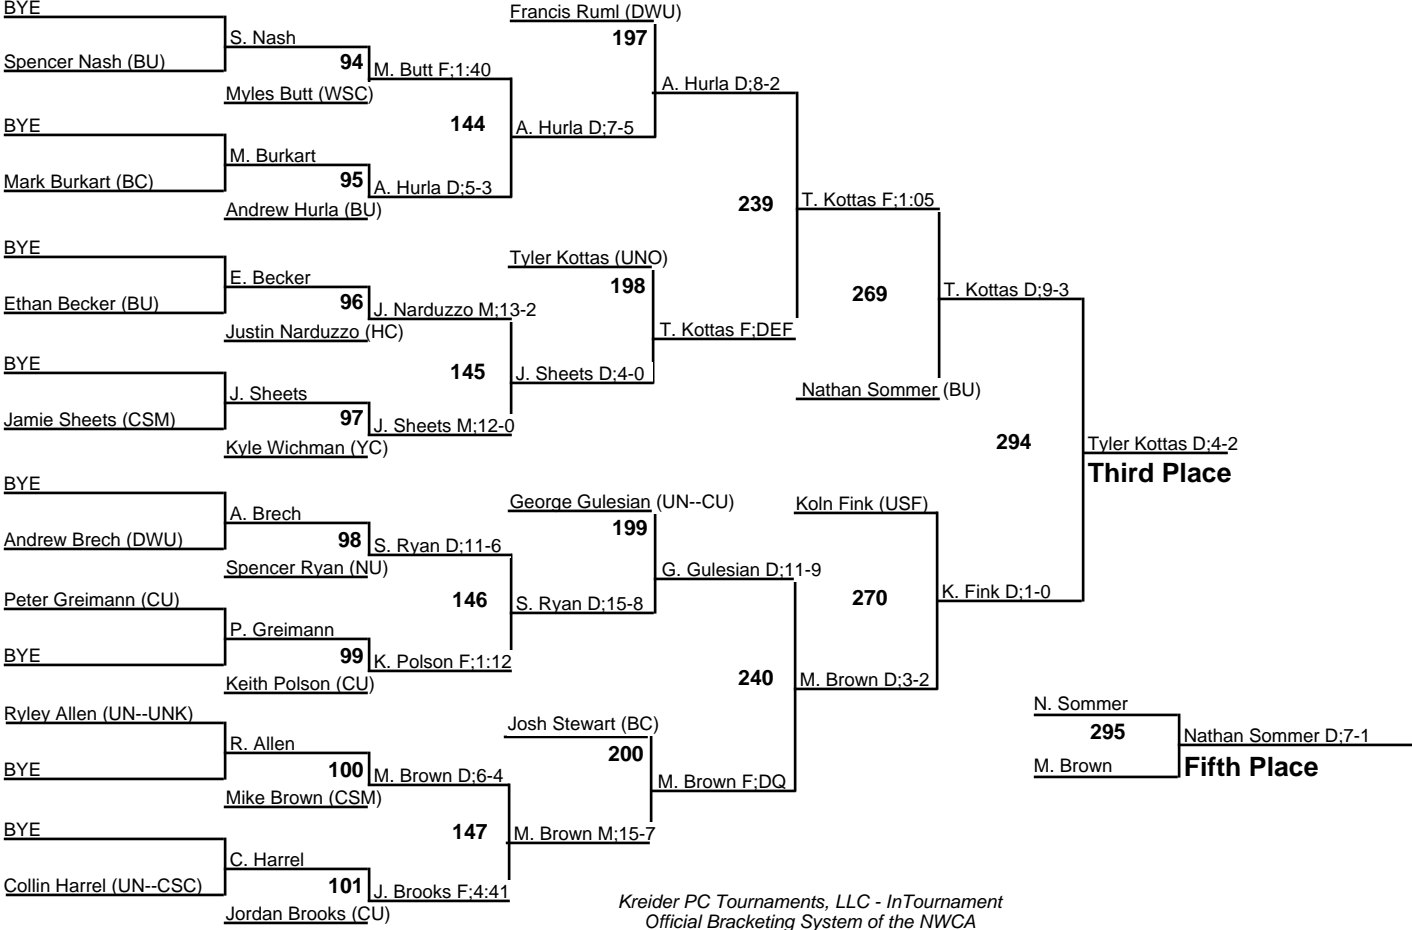 BYE
Spencer Nash (BU)
S. Nash
94
Myles Butt (WSC)
M. Butt F;1:40
BYE
Mark Burkart (BC)
M. Burkart
95
Andrew Hurla (BU)
A. Hurla D;5-3
144
A. Hurla D;7-5
Francis Ruml (DWU)
197
A. Hurla D;8-2
BYE
Ethan Becker (BU)
E. Becker
96
Justin Narduzzo (HC)
J. Narduzzo M;13-2
BYE
Jamie Sheets (CSM)
J. Sheets
97
Kyle Wichman (YC)
J. Sheets M;12-0
145
J. Sheets D;4-0
Tyler Kottas (UNO)
198
T. Kottas F;DEF
239
T. Kottas F;1:05
269
Nathan Sommer (BU)
T. Kottas D;9-3
BYE
Andrew Brech (DWU)
A. Brech
98
Spencer Ryan (NU)
S. Ryan D;11-6
Peter Greimann (CU)
BYE
P. Greimann
99
Keith Polson (CU)
K. Polson F;1:12
146
S. Ryan D;15-8
George Gulesian (UN--CU)
199
G. Gulesian D;11-9
Ryley Allen (UN--UNK)
BYE
R. Allen
100
Mike Brown (CSM)
M. Brown D;6-4
BYE
Collin Harrel (UN--CSC)
C. Harrel
101
Jordan Brooks (CU)
J. Brooks F;4:41
147
M. Brown M;15-7
Josh Stewart (BC)
200
M. Brown F;DQ
240
M. Brown D;3-2
Koln Fink (USF)
270
K. Fink D;1-0
294
Tyler Kottas D;4-2
Third Place
N. Sommer
295
M. Brown
Nathan Sommer D;7-1
Fifth Place
Kreider PC Tournaments, LLC - InTournament
Official Bracketing System of the NWCA